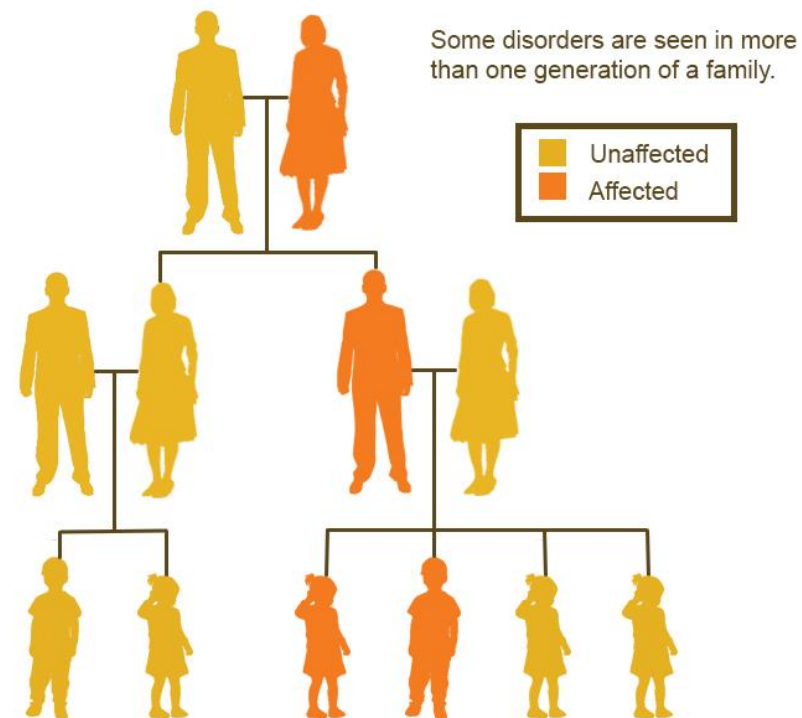 Some disorders are seen in more
than one generation of a family.
Unaffected
Affected